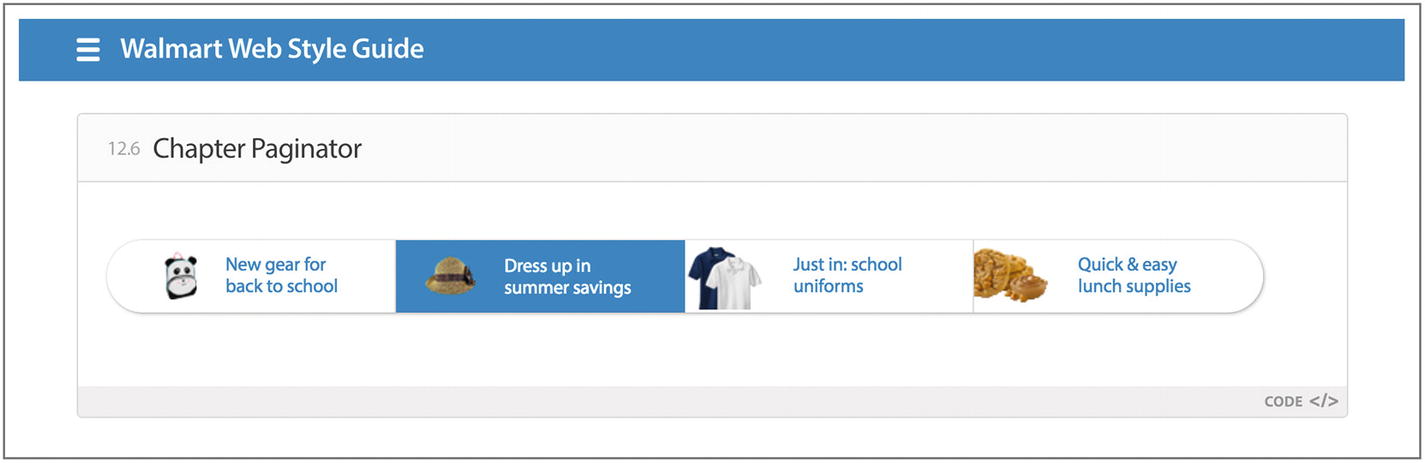 Walmart Web Style Guide
12.6 Chapter Paginator
New gear for
back to school
Dress up in
summer savings
Just in: school
uniforms
Quick & easy
lunch supplies
CODE </>